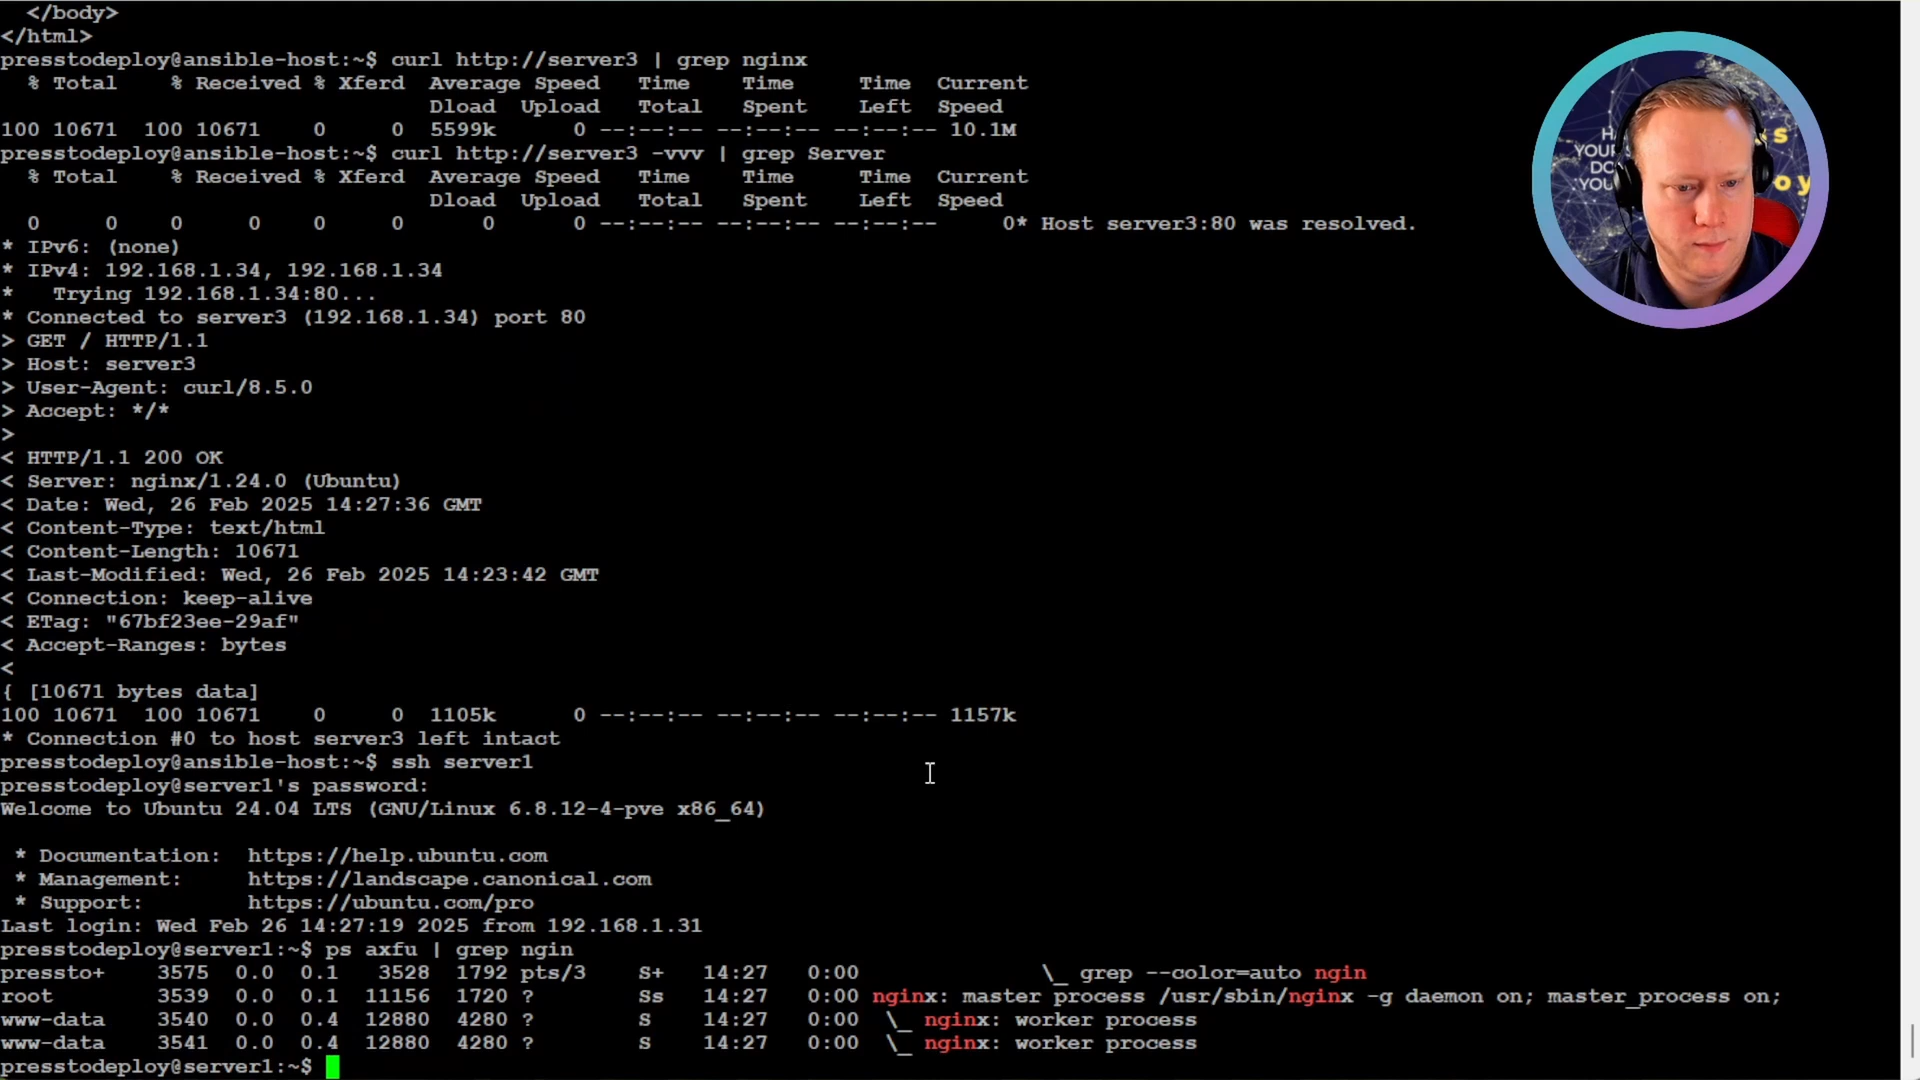 </body>
</html>
presstodeploy@ansible-host:~$ curl http://server3 | grep nginx
% Total % Received % Xferd Average Speed Time Time Time Current
Dload Upload Total Spent Left Speed
100 10671 100 10671 0 0 5599k 0 --:--:-- --:--:-- --:--:-- 10.1M
presstodeploy@ansible-host:~$ curl http://server3 -vvv | grep Server
% Total % Received % Xferd Average Speed Time Time Time Current
Dload Upload Total Spent Left Speed
0 0 0 0 0 0 0 0 --:--:-- --:--:-- --:--:-- 0* Host server3:80 was resolved.
* IPv6: (none)
* IPv4: 192.168.1.34, 192.168.1.34
* Trying 192.168.1.34:80...
* Connected to server3 (192.168.1.34) port 80
> GET / HTTP/1.1
> Host: server3
> User-Agent: curl/8.5.0
> Accept: */*
>
< HTTP/1.1 200 OK
< Server: nginx/1.24.0 (Ubuntu)
< Date: Wed, 26 Feb 2025 14:27:36 GMT
< Content-Type: text/html
< Content-Length: 10671
< Last-Modified: Wed, 26 Feb 2025 14:23:42 GMT
< Connection: keep-alive
< ETag: "67bf23ee-29af"
< Accept-Ranges: bytes
<
{ [10671 bytes data]
100 10671 100 10671 0 0 1105k 0 --:--:-- --:--:-- --:--:-- 1157k
* Connection #0 to host server3 left intact
presstodeploy@ansible-host:~$ ssh server1
presstodeploy@server1's password:
Welcome to Ubuntu 24.04 LTS (GNU/Linux 6.8.12-4-pve x86_64)
* Documentation: https://help.ubuntu.com
* Management: https://landscape.canonical.com
* Support: https://ubuntu.com/pro
Last login: Wed Feb 26 14:27:19 2025 from 192.168.1.31
presstodeploy@server1:~$ ps axfu | grep ngin
pressto+ 3575 0.0 0.1 3528 1792 pts/3 S+ 14:27 0:00 \_ grep --color=auto ngin
root 3539 0.0 0.1 11156 1720 ? Ss 14:27 0:00 nginx: master process /usr/sbin/nginx -g daemon on; master_process on;
www-data 3540 0.0 0.4 12880 4280 ? S 14:27 0:00 \_ nginx: worker process
www-data 3541 0.0 0.4 12880 4280 ? S 14:27 0:00 \_ nginx: worker process
presstodeploy@server1:~$